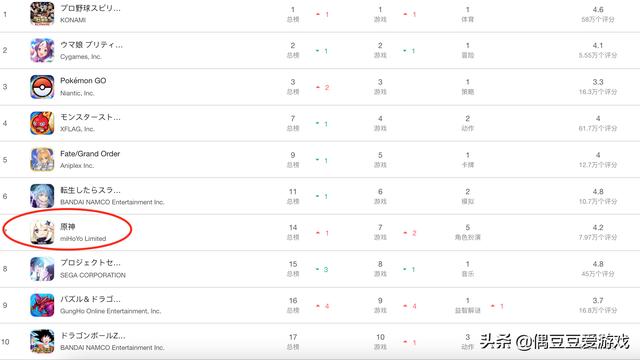 1 プロ野球スピリ… 1 1 1 1 1 4.6
KONAMI 总榜 游戏 体育 58万个评分
2 ウマ娘 プリティ… 2 1 2 1 1 4.1
Cygames, Inc. 总榜 游戏 冒险 5.55万个评分
3 Pokémon GO 3 2 3 1 3.3
Niantic, Inc. 总榜 游戏 策略 16.3万个评分
4 モンスタースト… 7 1 4 2 4
XFLAG, Inc. 总榜 游戏 动作 61.7万个评分
5 Fate/Grand Order 9 1 5 1 4
Aniplex Inc. 总榜 游戏 卡牌 12.7万个评分
6 転生したらスラ… 11 1 6 2 4.8
BANDAI NAMCO Entertainment Inc. 总榜 游戏 模拟 10.7万个评分
原神 14 1 7 2 5 4.2
miHoYo Limited 总榜 游戏 角色扮演 7.97万个评分
8 プロジェクトセ… 15 3 8 1 1 4.8
SEGA CORPORATION 总榜 游戏 音乐 45万个评分
9 パズル＆ドラゴ… 16 4 9 4 1 1 3.7
GungHo Online Entertainment, Inc. 总榜 游戏 益智解谜 16.8万个评分
10 ドラゴンボールZ… 17 10 1 3
BANDAI NAMCO Entertainment Inc. 总榜 游戏 动作
头条 @偶豆豆爱游戏